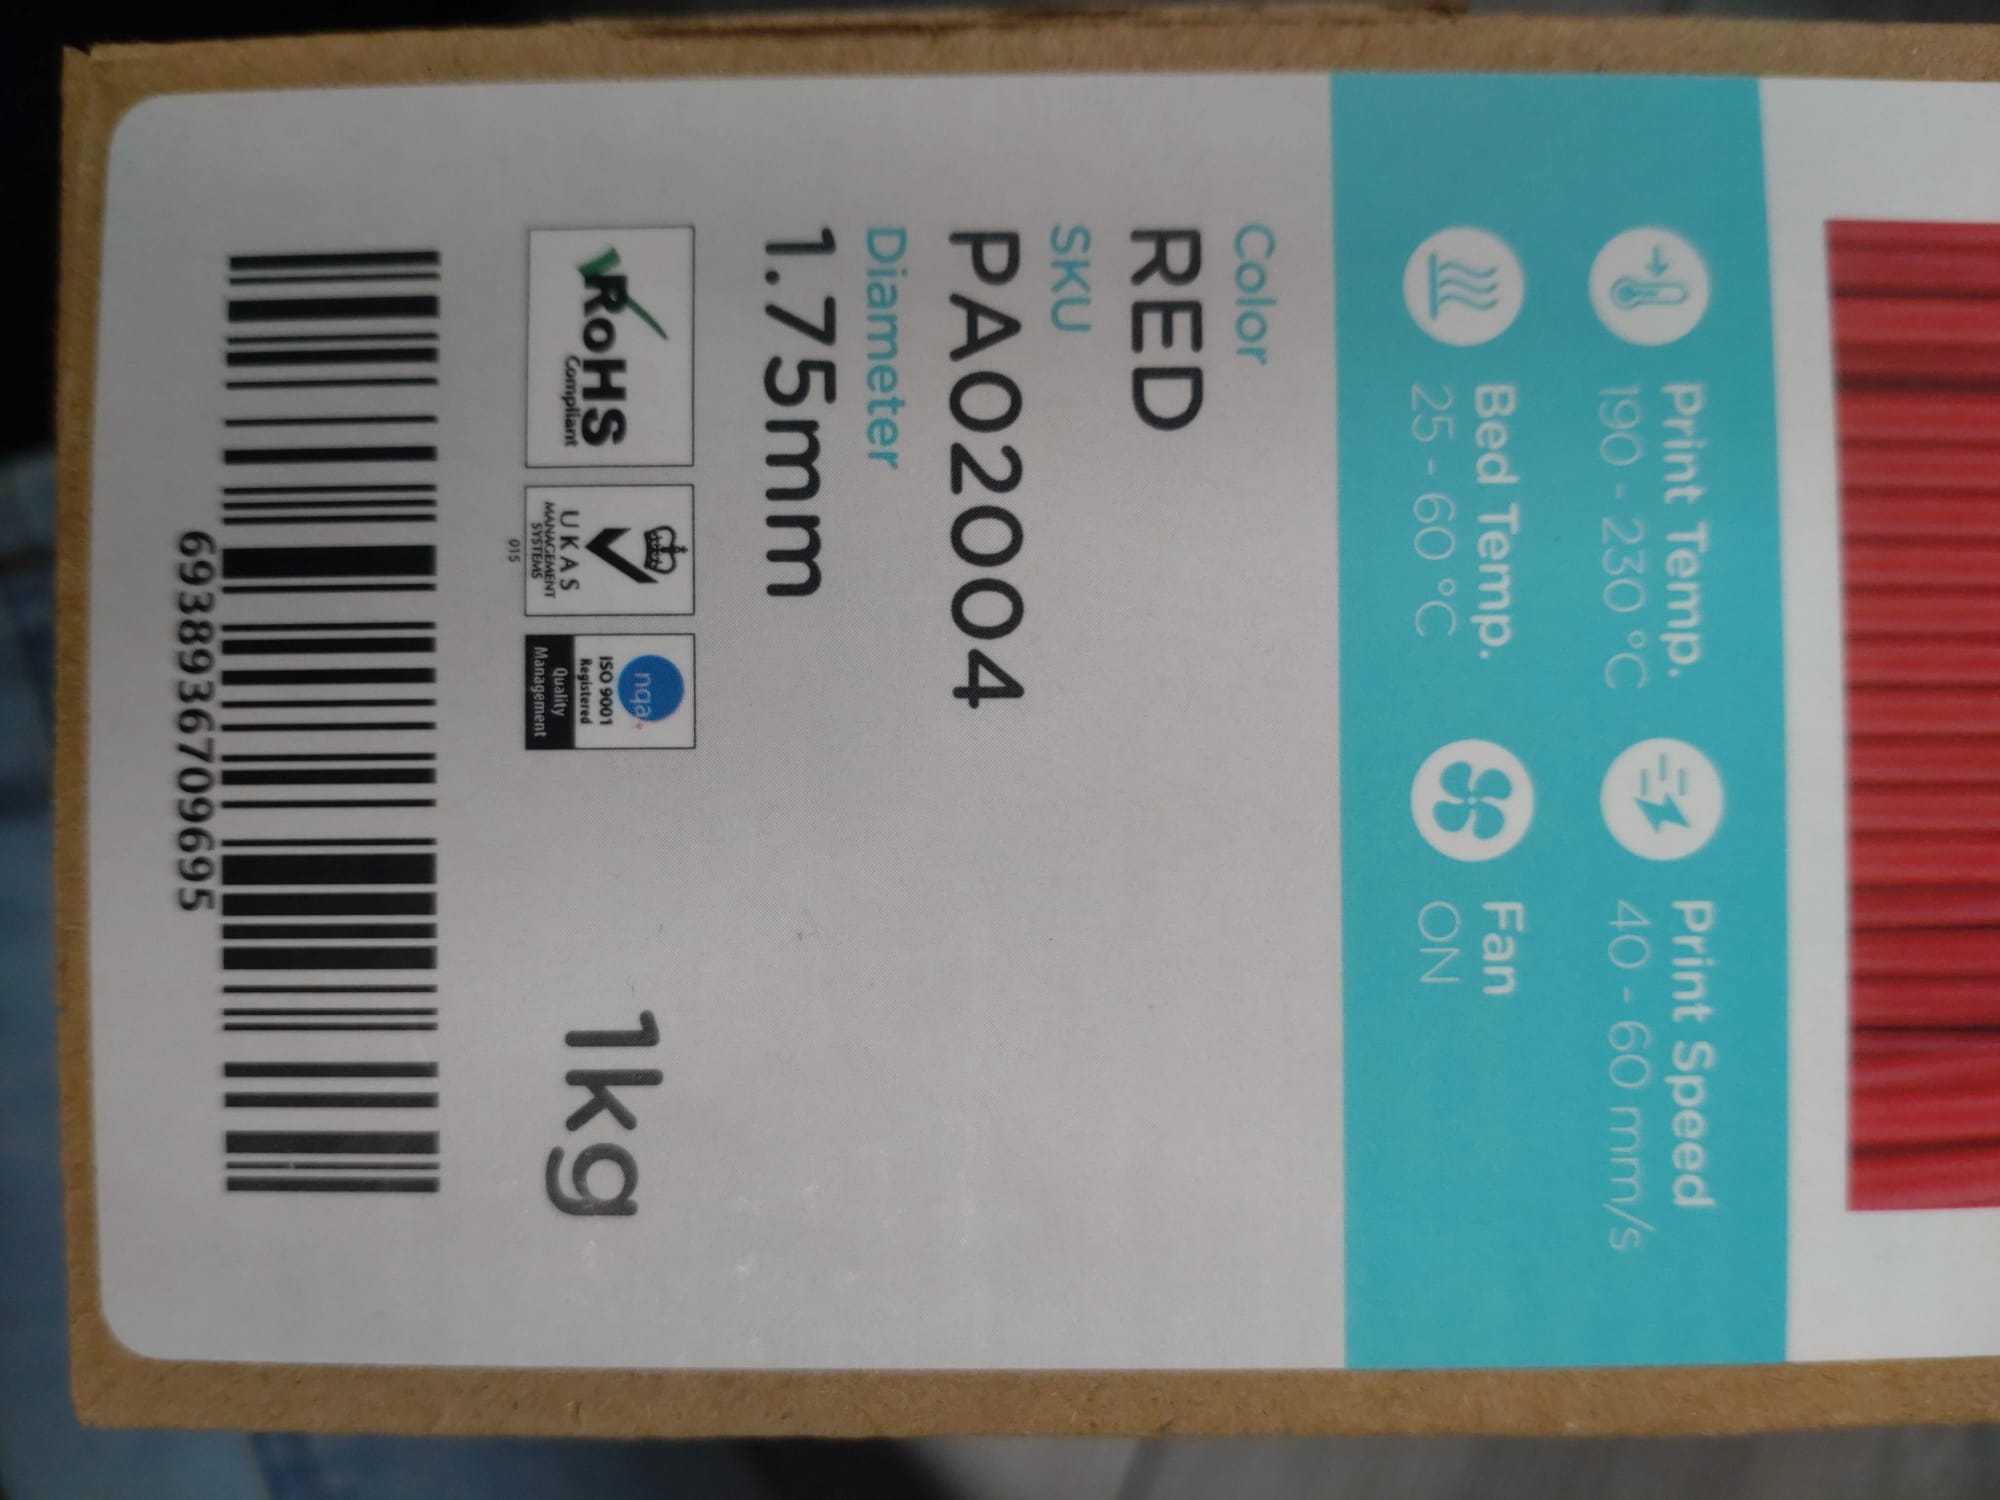 Print Temp.
190 - 230 °C
Print Speed
40 - 60 mm/s
Bed Temp.
25 - 60 °C
Fan
ON
Color
RED
SKU
PA02004
Diameter
1.75mm
RoHS
Compliant
UKAS
MANAGEMENT
SYSTEMS
015
nqa.
ISO 9001
Registered
Quality
Management
1kg
6938936709695